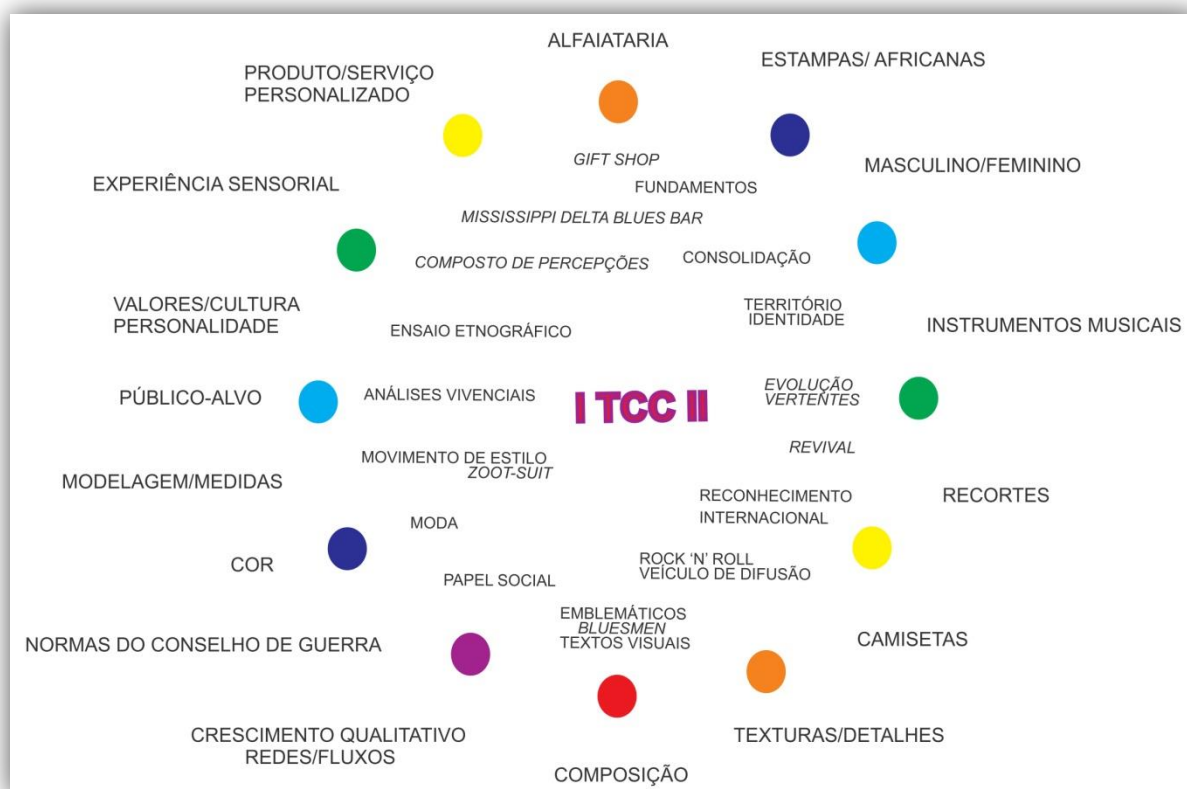 ALFAIATARIA
ESTAMPAS/ AFRICANAS
PRODUTO/SERVIÇO
PERSONALIZADO
GIFT SHOP
MASCULINO/FEMININO
EXPERIÊNCIA SENSORIAL
FUNDAMENTOS
MISSISSIPPI DELTA BLUES BAR
COMPOSTO DE PERCEPÇÕES
CONSOLIDAÇÃO
VALORES/CULTURA
PERSONALIDADE
TERRITÓRIO
IDENTIDADE
INSTRUMENTOS MUSICAIS
ENSAIO ETNOGRÁFICO
PÚBLICO-ALVO
ANÁLISES VIVENCIAIS
I TCC II
EVOLUÇÃO
VERTENTES
REVIVAL
MOVIMENTO DE ESTILO
ZOOT-SUIT
MODELAGEM/MEDIDAS
RECONHECIMENTO
INTERNACIONAL
RECORTES
MODA
COR
ROCK ‘N’ ROLL
VEÍCULO DE DIFUSÃO
PAPEL SOCIAL
EMBLEMÁTICOS
BLUESMEN
TEXTOS VISUAIS
NORMAS DO CONSELHO DE GUERRA
CAMISETAS
CRESCIMENTO QUALITATIVO
REDES/FLUXOS
TEXTURAS/DETALHES
COMPOSIÇÃO